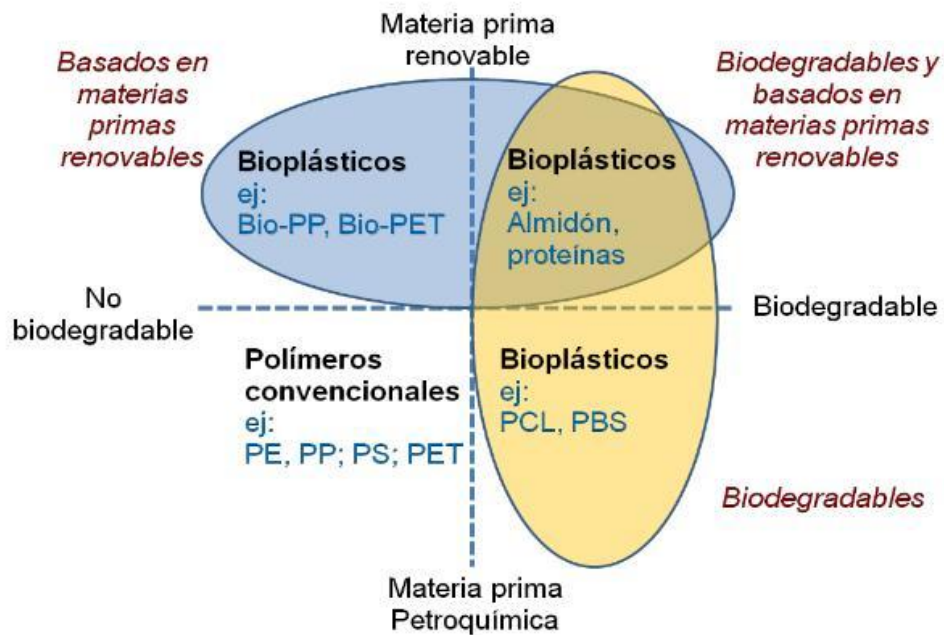 Materia prima
renovable
Basados en
materias
primas
renovables
Biodegradables y
basados en
materias primas
renovables
Bioplásticos
ej:
Bio-PP, Bio-PET
Bioplásticos
ej:
Almidón,
proteínas
No
biodegradable
Biodegradable
Polímeros
convencionales
ej:
PE, PP; PS; PET
Bioplásticos
ej:
PCL, PBS
Biodegradables
Materia prima
Petroquímica